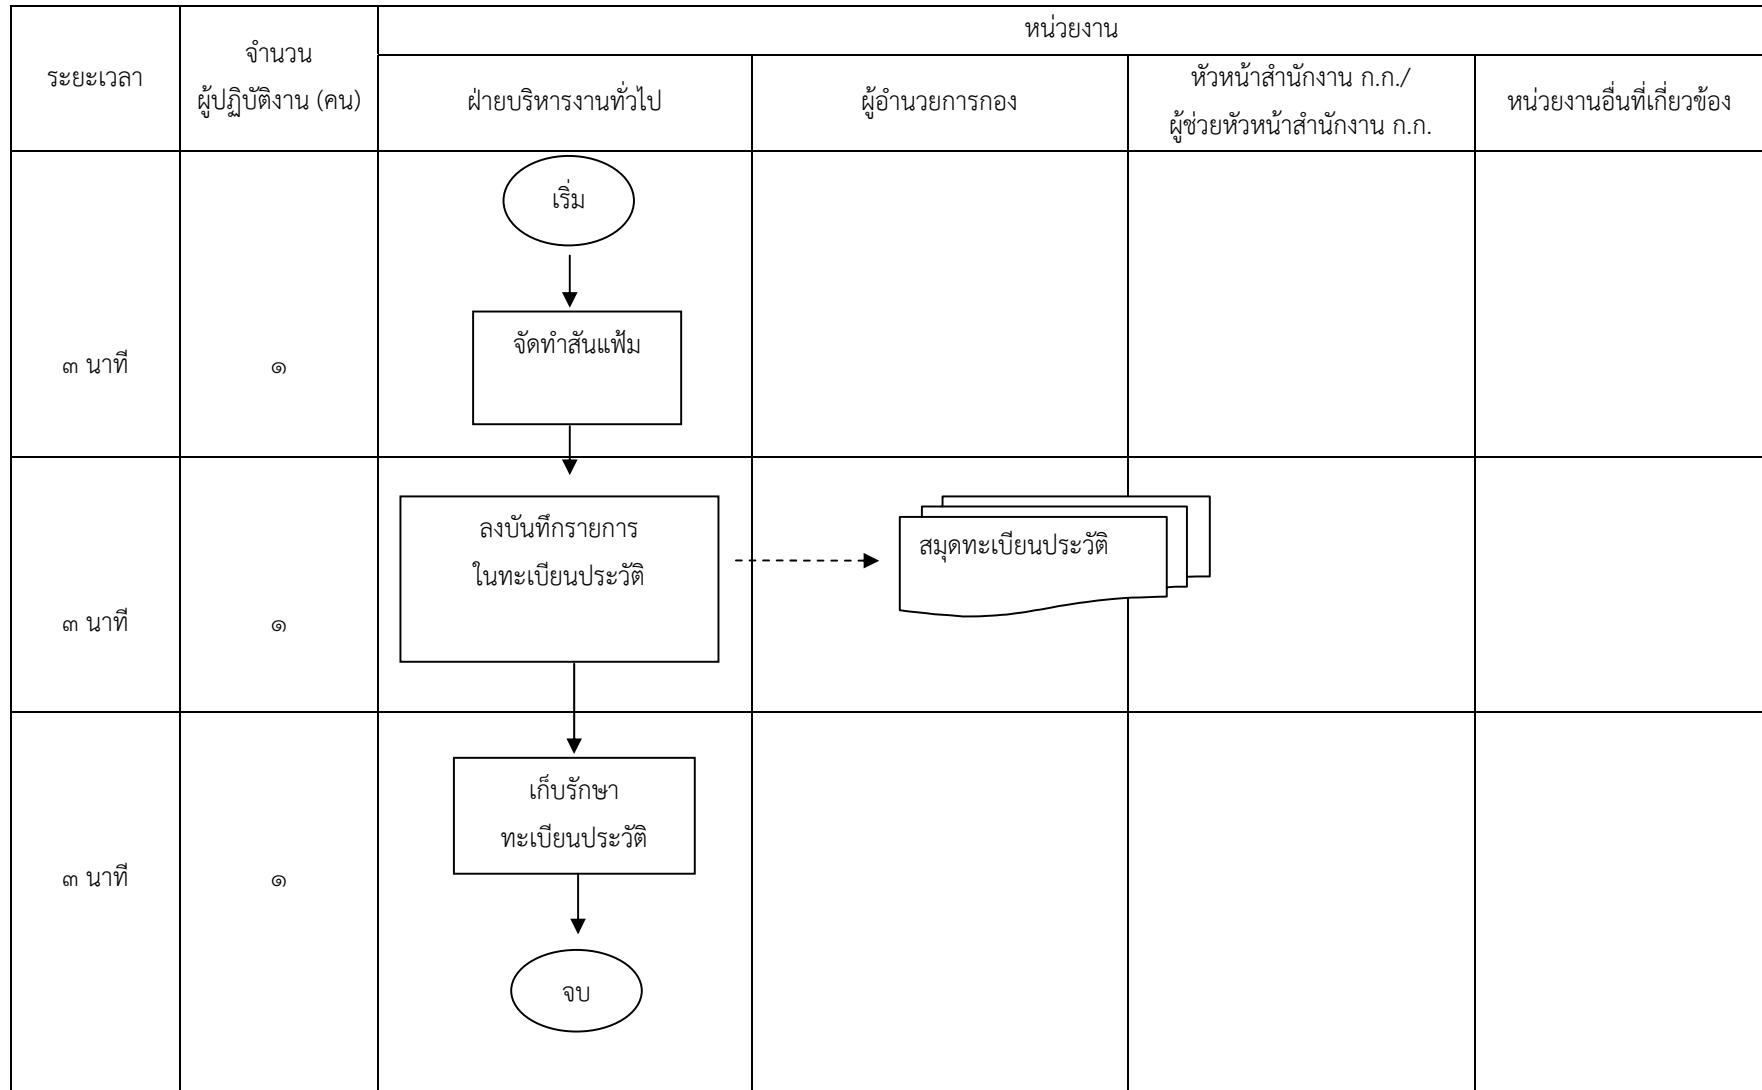 หน่วยงาน
ระยะเวลา
จำนวน
ผู้ปฏิบัติงาน (คน)
ฝ่ายบริหารงานทั่วไป
ผู้อำนวยการกอง
หัวหน้าสำนักงาน ก.ก./
ผู้ช่วยหัวหน้าสำนักงาน ก.ก.
หน่วยงานอื่นที่เกี่ยวข้อง
เริ่ม
๓ นาที
๑
จัดทำสันแฟ้ม
๓ นาที
๑
ลงบันทึกรายการ
ในทะเบียนประวัติ
สมุดทะเบียนประวัติ
๓ นาที
๑
เก็บรักษา
ทะเบียนประวัติ
จบ